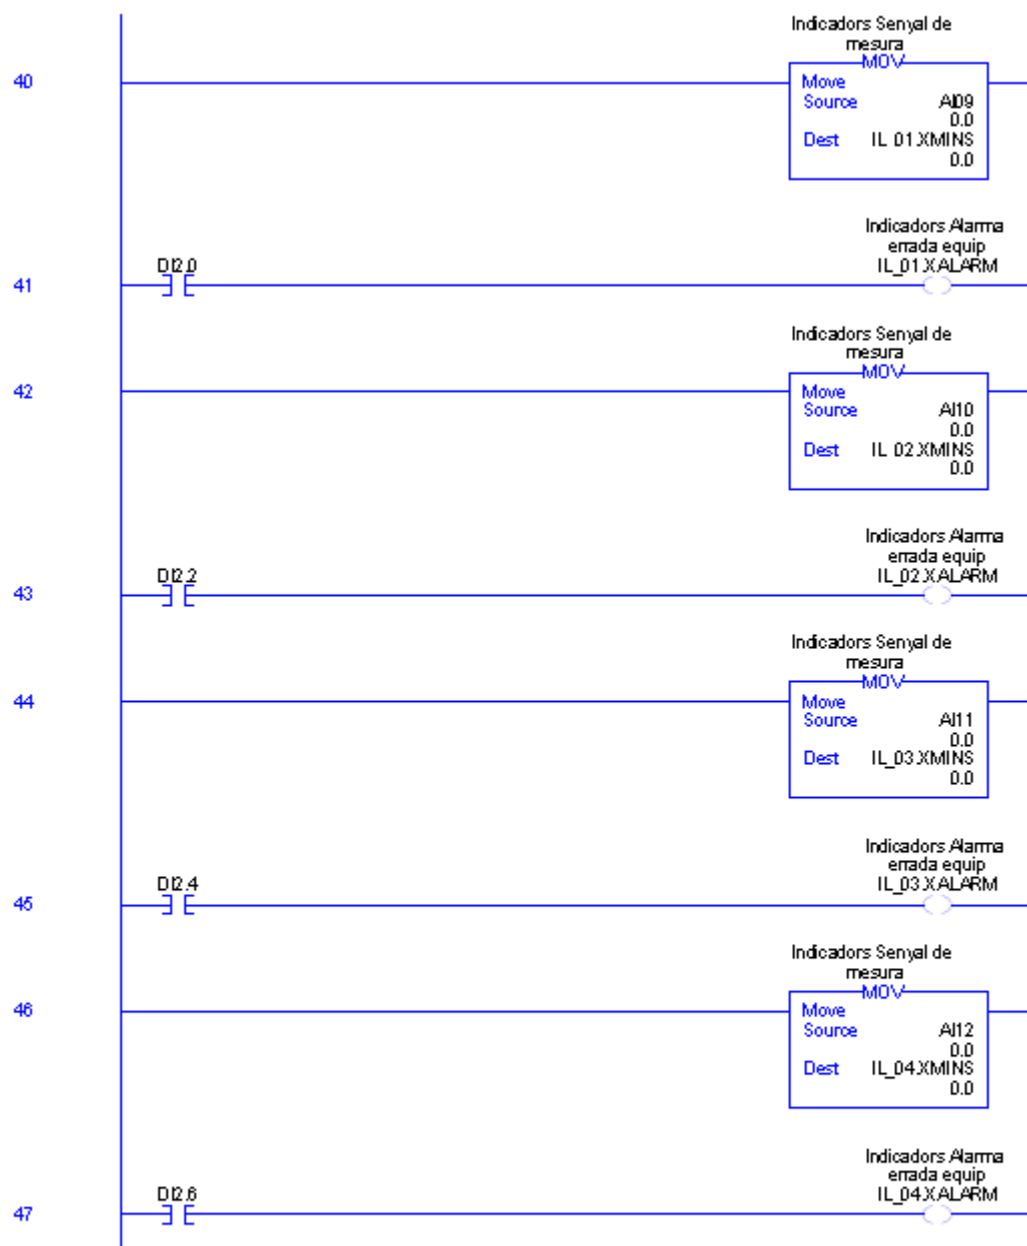 Indicadors Senyal de
mesura
MOV
40
Move
Source AI09
0.0
Dest IL_01.XMINS
0.0
Indicadors Alarma
errada equip
DI2.0 IL_01.XALARM
41
Indicadors Senyal de
mesura
MOV
42
Move
Source AI10
0.0
Dest IL_02.XMINS
0.0
Indicadors Alarma
errada equip
DI2.2 IL_02.XALARM
43
Indicadors Senyal de
mesura
MOV
44
Move
Source AI11
0.0
Dest IL_03.XMINS
0.0
Indicadors Alarma
errada equip
DI2.4 IL_03.XALARM
45
Indicadors Senyal de
mesura
MOV
46
Move
Source AI12
0.0
Dest IL_04.XMINS
0.0
Indicadors Alarma
errada equip
DI2.6 IL_04.XALARM
47